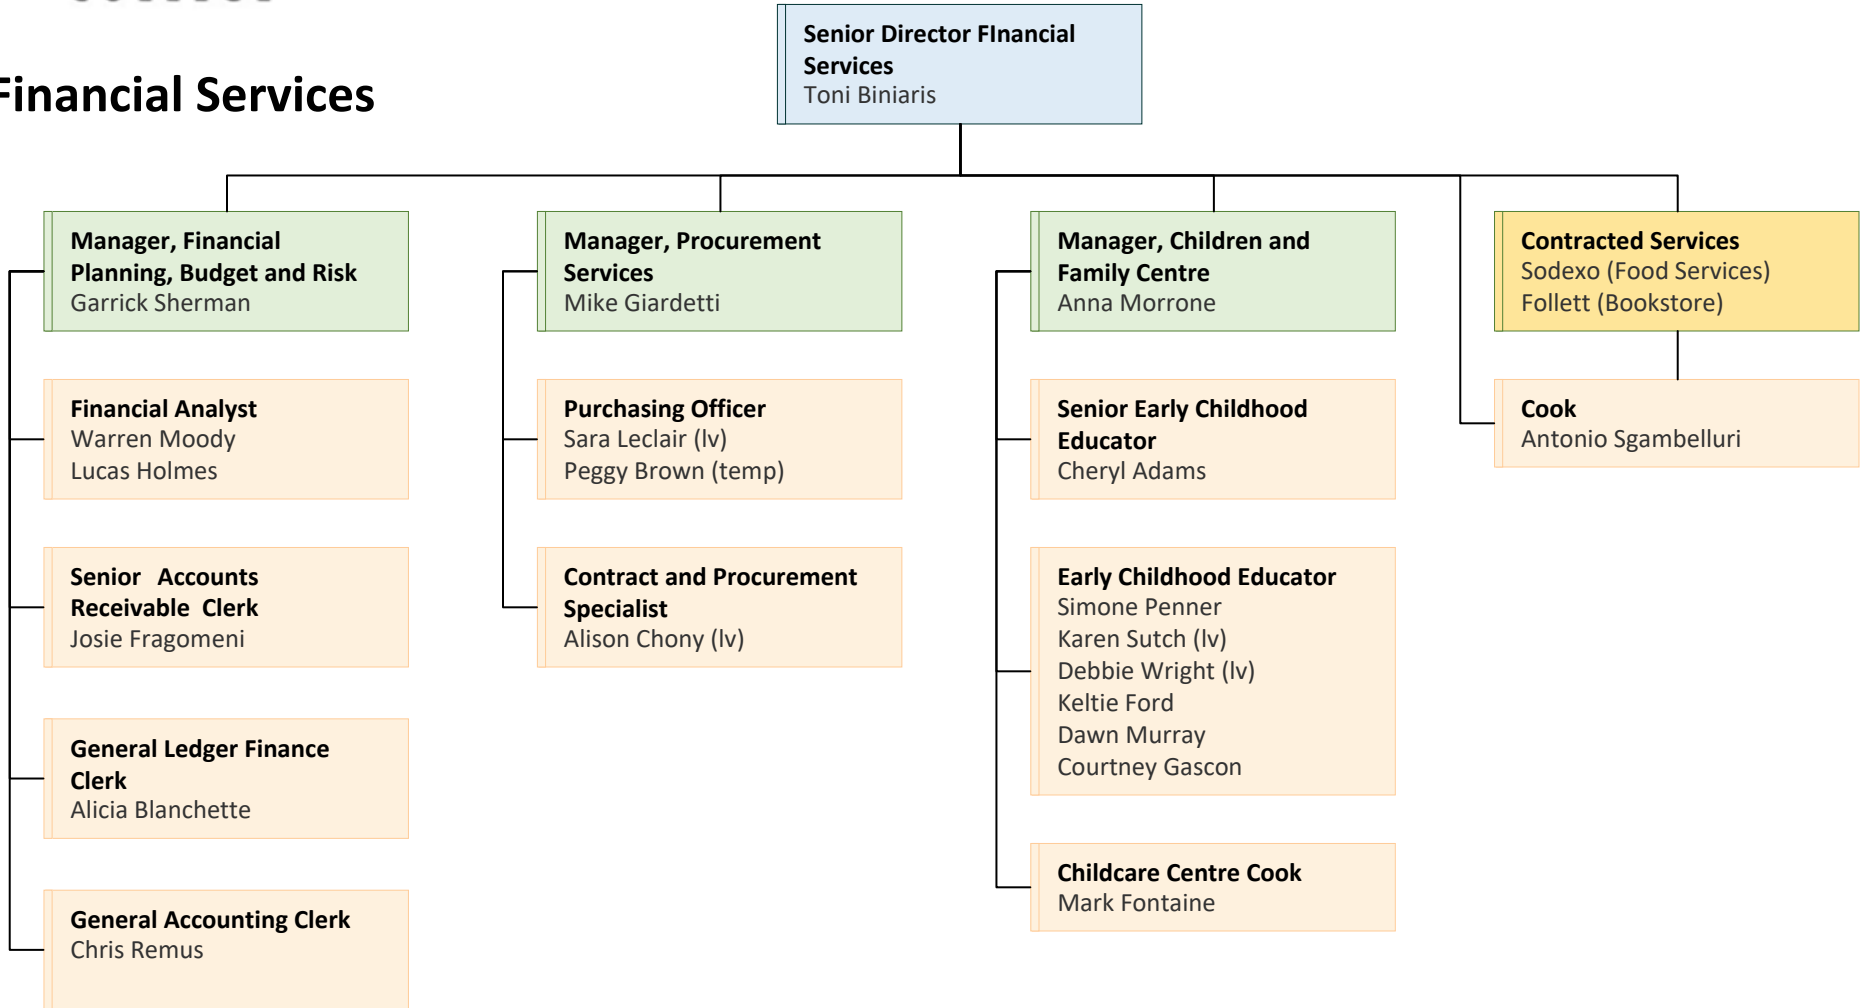 Financial Services
Senior Director FInancial
Services
Toni Biniaris
Manager, Financial
Planning, Budget and Risk
Garrick Sherman
Financial Analyst
Warren Moody
Lucas Holmes
Senior Accounts
Receivable Clerk
Josie Fragomeni
General Ledger Finance
Clerk
Alicia Blanchette
General Accounting Clerk
Chris Remus
Manager, Procurement
Services
Mike Giardetti
Purchasing Officer
Sara Leclair (lv)
Peggy Brown (temp)
Contract and Procurement
Specialist
Alison Chony (lv)
Manager, Children and
Family Centre
Anna Morrone
Senior Early Childhood
Educator
Cheryl Adams
Early Childhood Educator
Simone Penner
Karen Sutch (lv)
Debbie Wright (lv)
Keltie Ford
Dawn Murray
Courtney Gascon
Childcare Centre Cook
Mark Fontaine
Contracted Services
Sodexo (Food Services)
Follett (Bookstore)
Cook
Antonio Sgambelluri